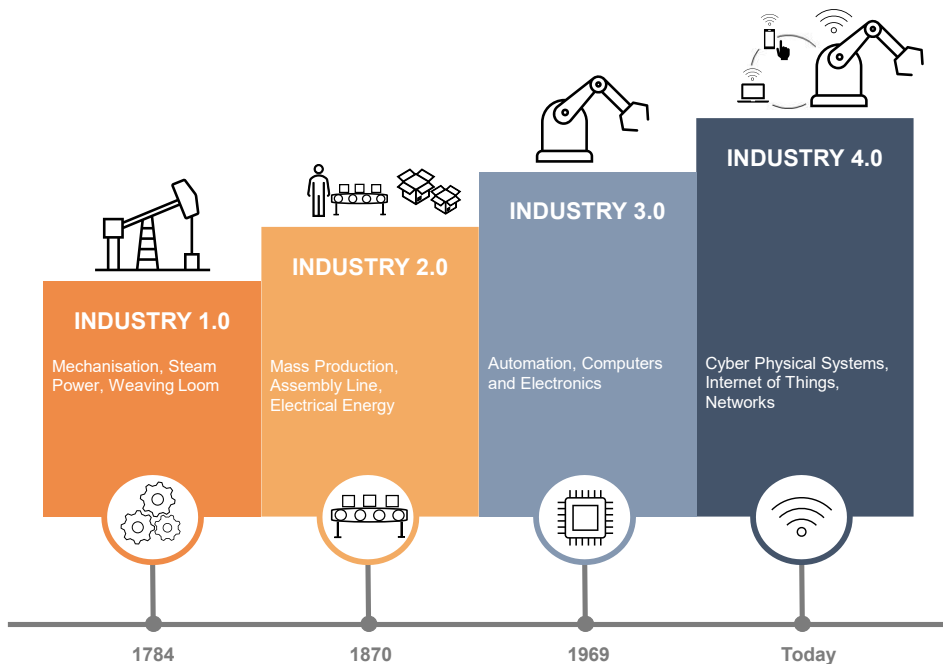 INDUSTRY 1.0
Mechanisation, Steam
Power, Weaving Loom
1784
INDUSTRY 2.0
Mass Production,
Assembly Line,
Electrical Energy
1870
INDUSTRY 3.0
Automation, Computers
and Electronics
1969
INDUSTRY 4.0
Cyber Physical Systems,
Internet of Things,
Networks
Today